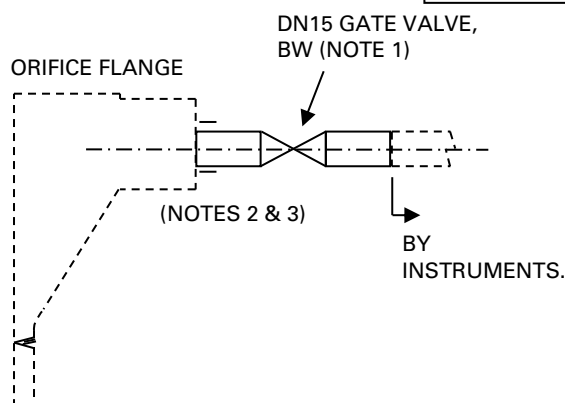 DN15 GATE VALVE,
BW (NOTE 1)
ORIFICE FLANGE
(NOTES 2 & 3)
BY
INSTRUMENTS.